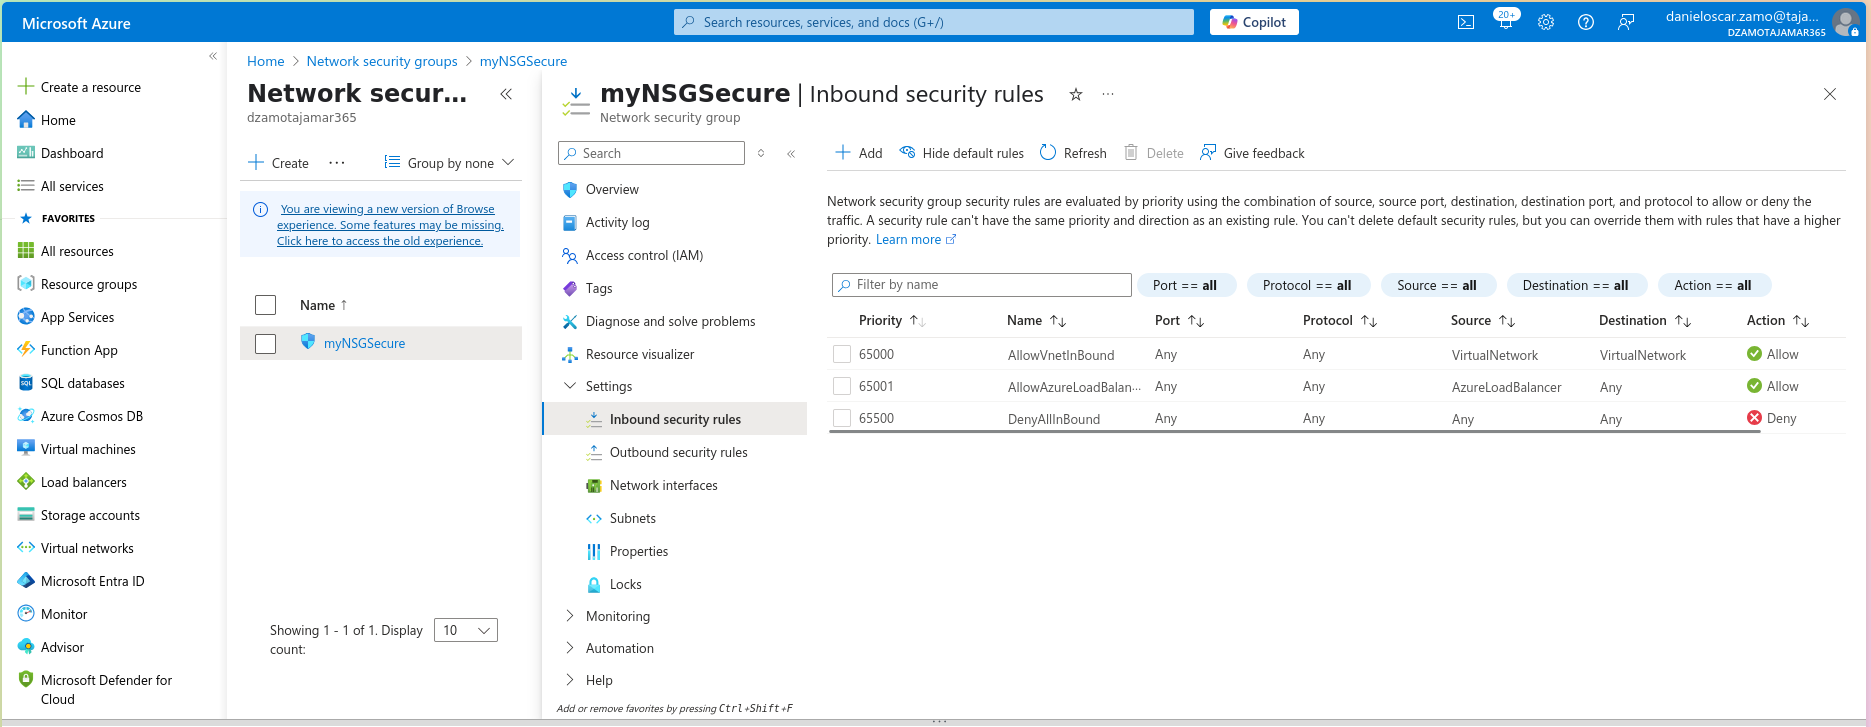 Microsoft Azure
Search resources, services, and docs (G+/)
Copilot
20+
danieloscar.zamo@taja...
DZAMOTAJAMAR365
Create a resource
Home
Dashboard
All services
FAVORITES
All resources
Resource groups
App Services
Function App
SQL databases
Azure Cosmos DB
Virtual machines
Load balancers
Storage accounts
Virtual networks
Microsoft Entra ID
Monitor
Advisor
Microsoft Defender for
Cloud
Home > Network security groups > myNSGSecure
Network secur...
dzamotajamar365
Create
Group by none
You are viewing a new version of Browse
experience. Some features may be missing.
Click here to access the old experience.
Name ↑
myNSGSecure
Showing 1 - 1 of 1. Display
count:
10
myNSGSecure | Inbound security rules
Network security group
Search
Overview
Activity log
Access control (IAM)
Tags
Diagnose and solve problems
Resource visualizer
Settings
Inbound security rules
Outbound security rules
Network interfaces
Subnets
Properties
Locks
Monitoring
Automation
Help
Add or remove favorites by pressing Ctrl+Shift+F
Add
Hide default rules
Refresh
Delete
Give feedback
Network security group security rules are evaluated by priority using the combination of source, source port, destination, destination port, and protocol to allow or deny the
traffic. A security rule can't have the same priority and direction as an existing rule. You can't delete default security rules, but you can override them with rules that have a higher
priority. Learn more
Filter by name
Port == all
Protocol == all
Source == all
Destination == all
Action == all
Priority ↑↓ Name ↑↓ Port ↑↓ Protocol ↑↓ Source ↑↓ Destination ↑↓ Action ↑↓
65000 AllowVnetInBound Any Any VirtualNetwork VirtualNetwork Allow
65001 AllowAzureLoadBalan... Any Any AzureLoadBalancer Any Allow
65500 DenyAllInBound Any Any Any Any Deny